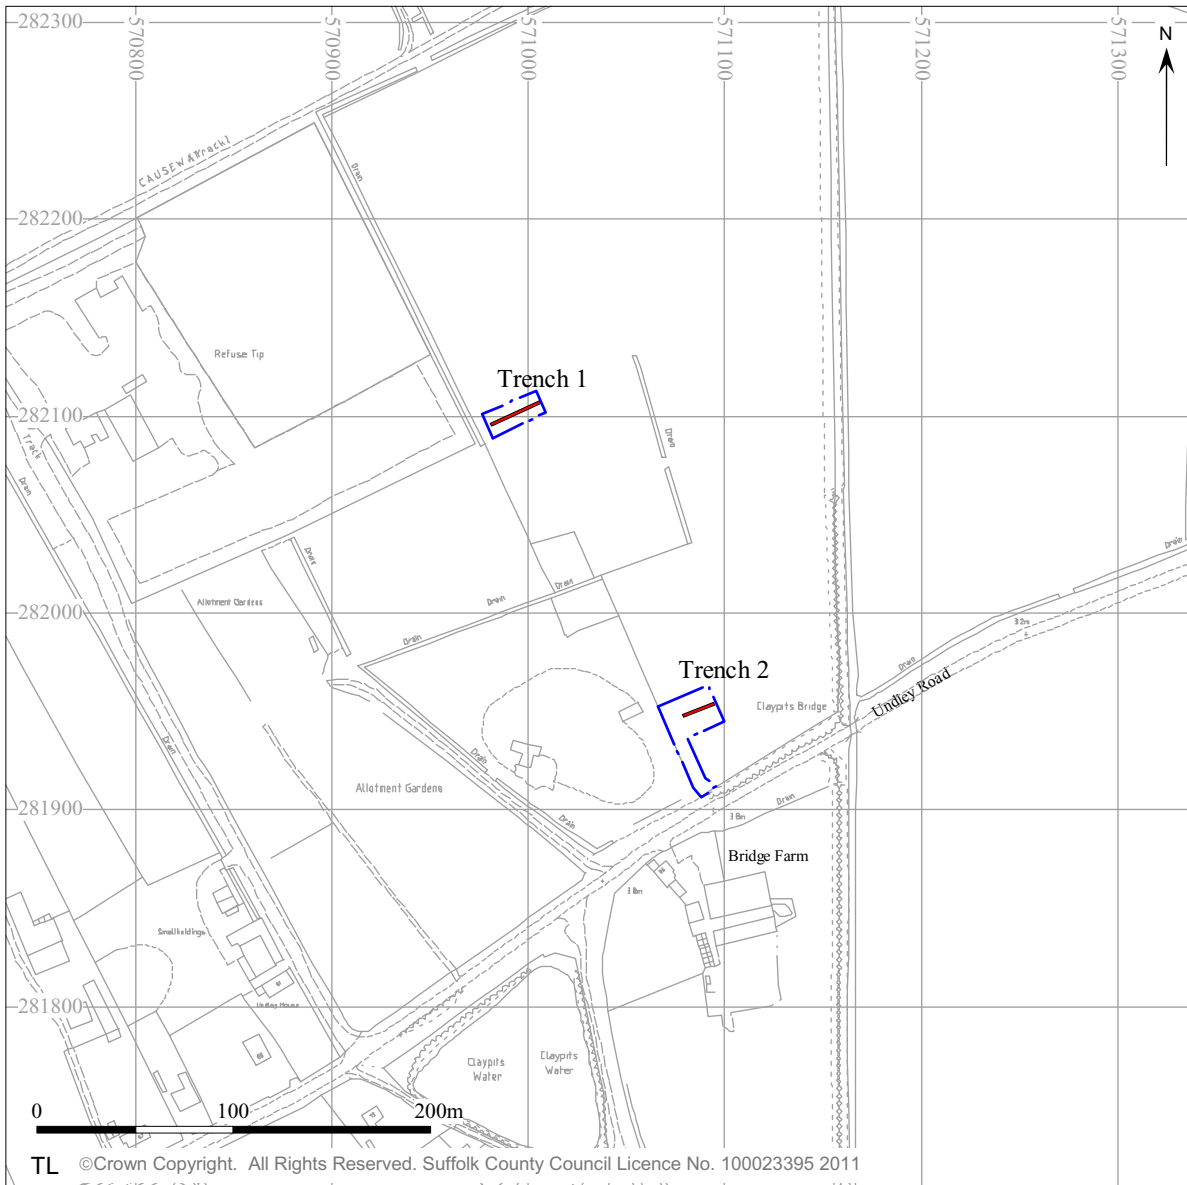 282300
570800
570900
571000
571100
571200
571300
N
Drain
282200
Refuse Tip
Trench 1
282100
Track
Drain
Drain
Drain
Drain
Allotment Gardens
Drain
Drain
282000
Drain
Drain
Trench 2
Claypits Bridge
Undley Road
Drain
Drain
Allotment Gardens
Drain
Drain
281900
Bridge Farm
Smallholdings
Undley House
281800
Claypits
Water
Claypits
Water
0 100 200m
TL ©Crown Copyright. All Rights Reserved. Suffolk County Council Licence No. 100023395 2011